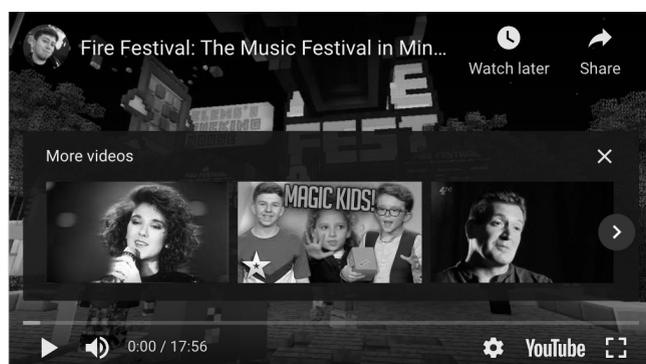 Fire Festival: The Music Festival in Min...
Watch later
Share
FEST
More videos
MAGIC KIDS!
0:00 / 17:56
YouTube